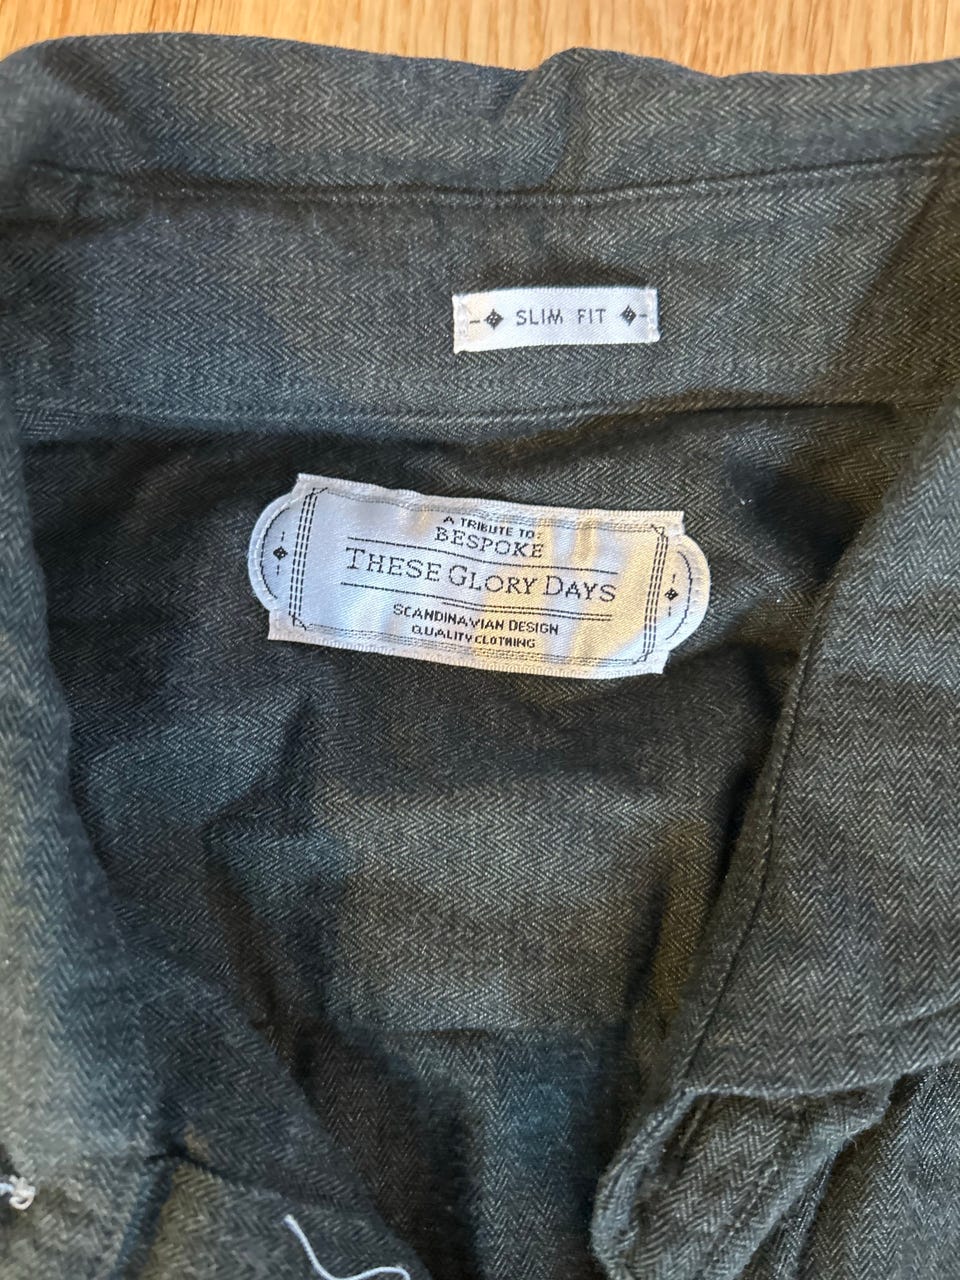 SLIM FIT
A TRIBUTE TO:
BESPOKE
THESE GLORY DAYS
SCANDINAVIAN DESIGN
QUALITY CLOTHING